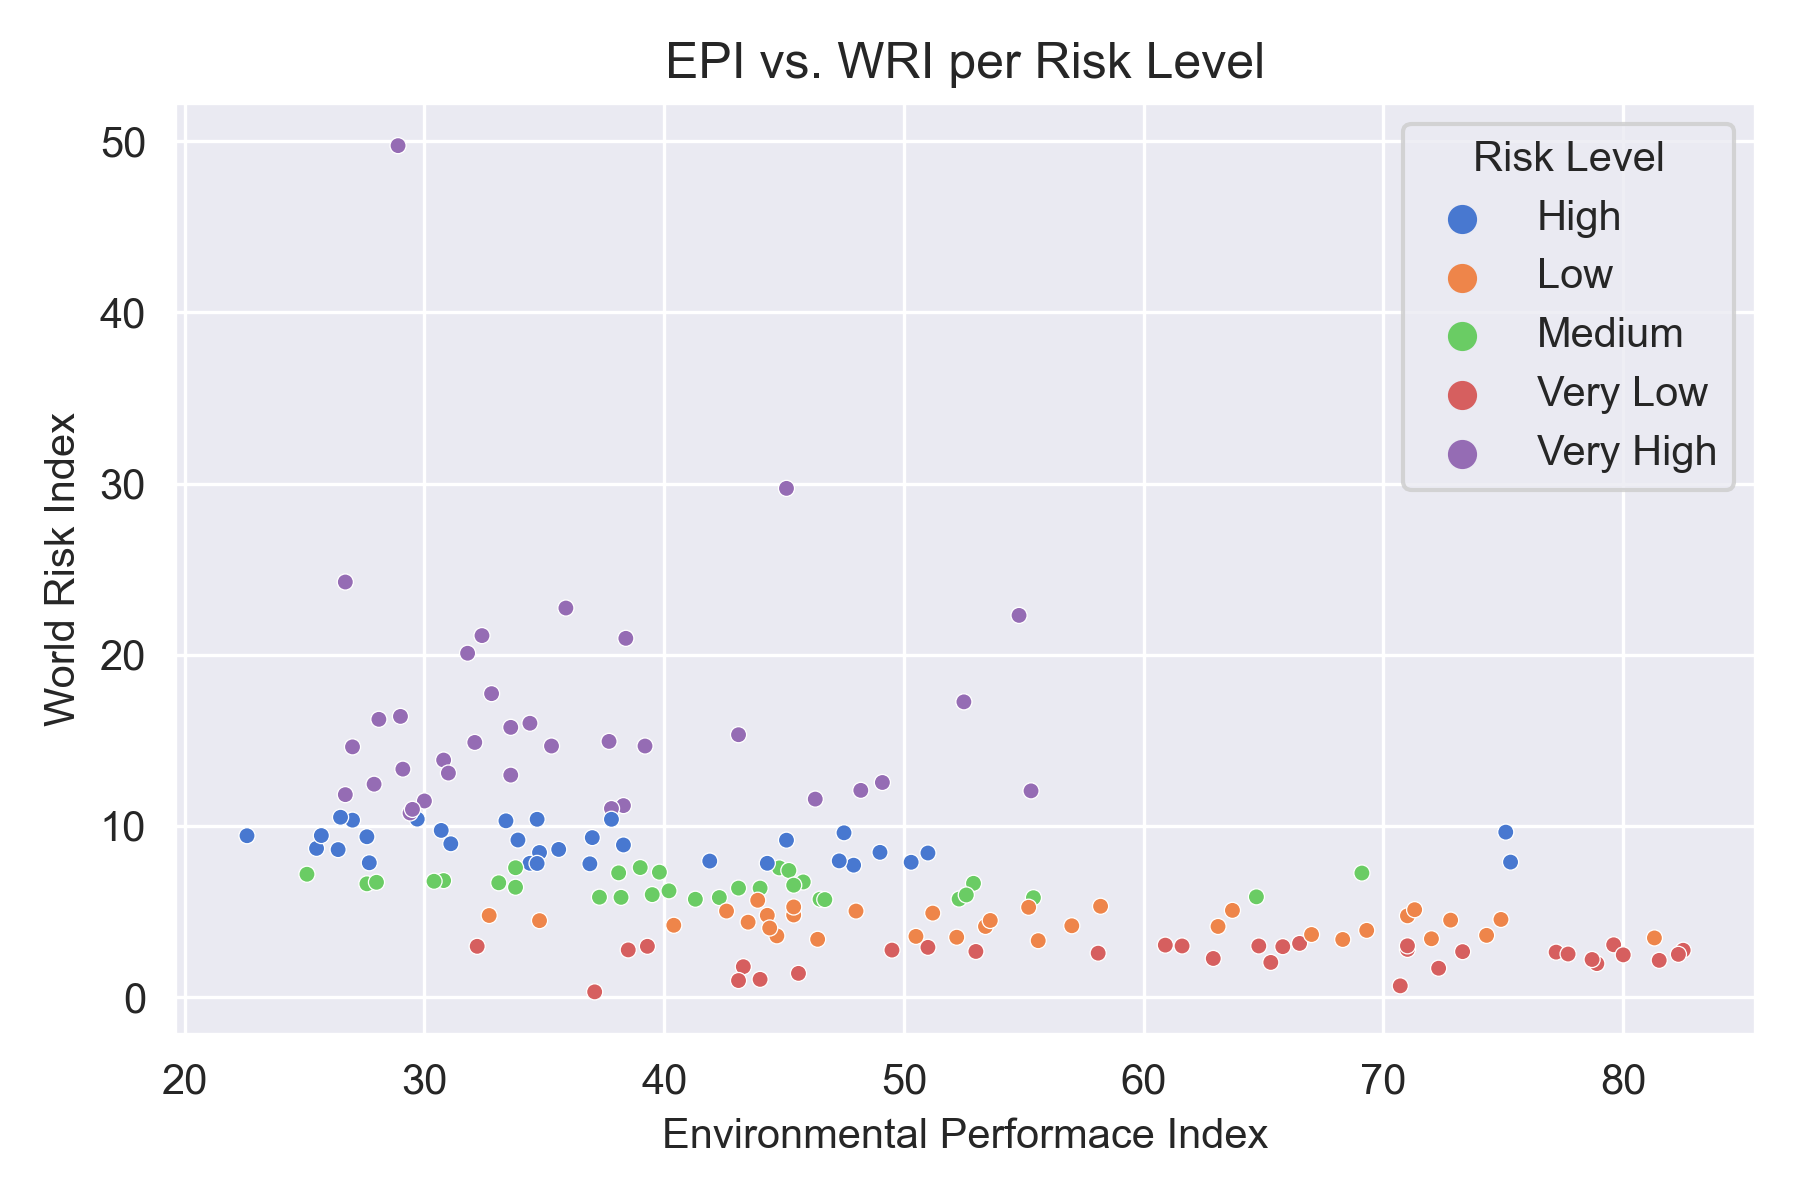 EPI vs. WRI per Risk Level
Risk Level
High
Low
Medium
Very Low
Very High
World Risk Index
50
40
30
20
10
0
20 30 40 50 60 70 80
Environmental Performace Index